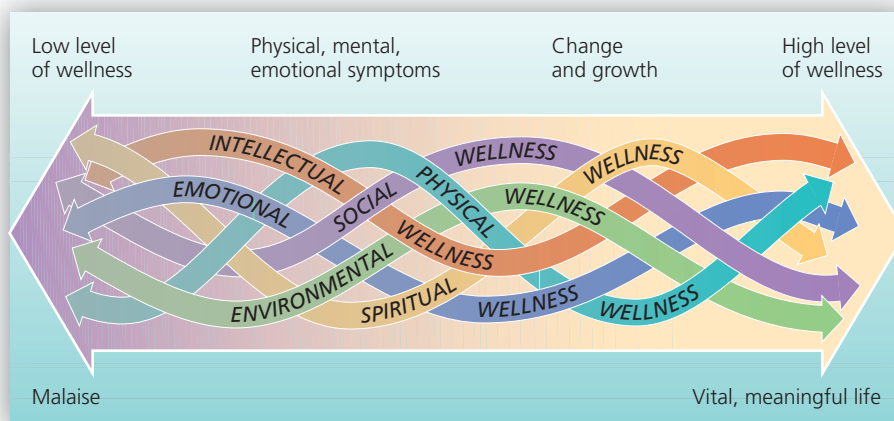 Low level
of wellness
Physical, mental,
emotional symptoms
Change
and growth
High level
of wellness
INTELLECTUAL WELLNESS
EMOTIONAL WELLNESS
SOCIAL WELLNESS
PHYSICAL WELLNESS
ENVIRONMENTAL WELLNESS
SPIRITUAL WELLNESS
Malaise
Vital, meaningful life